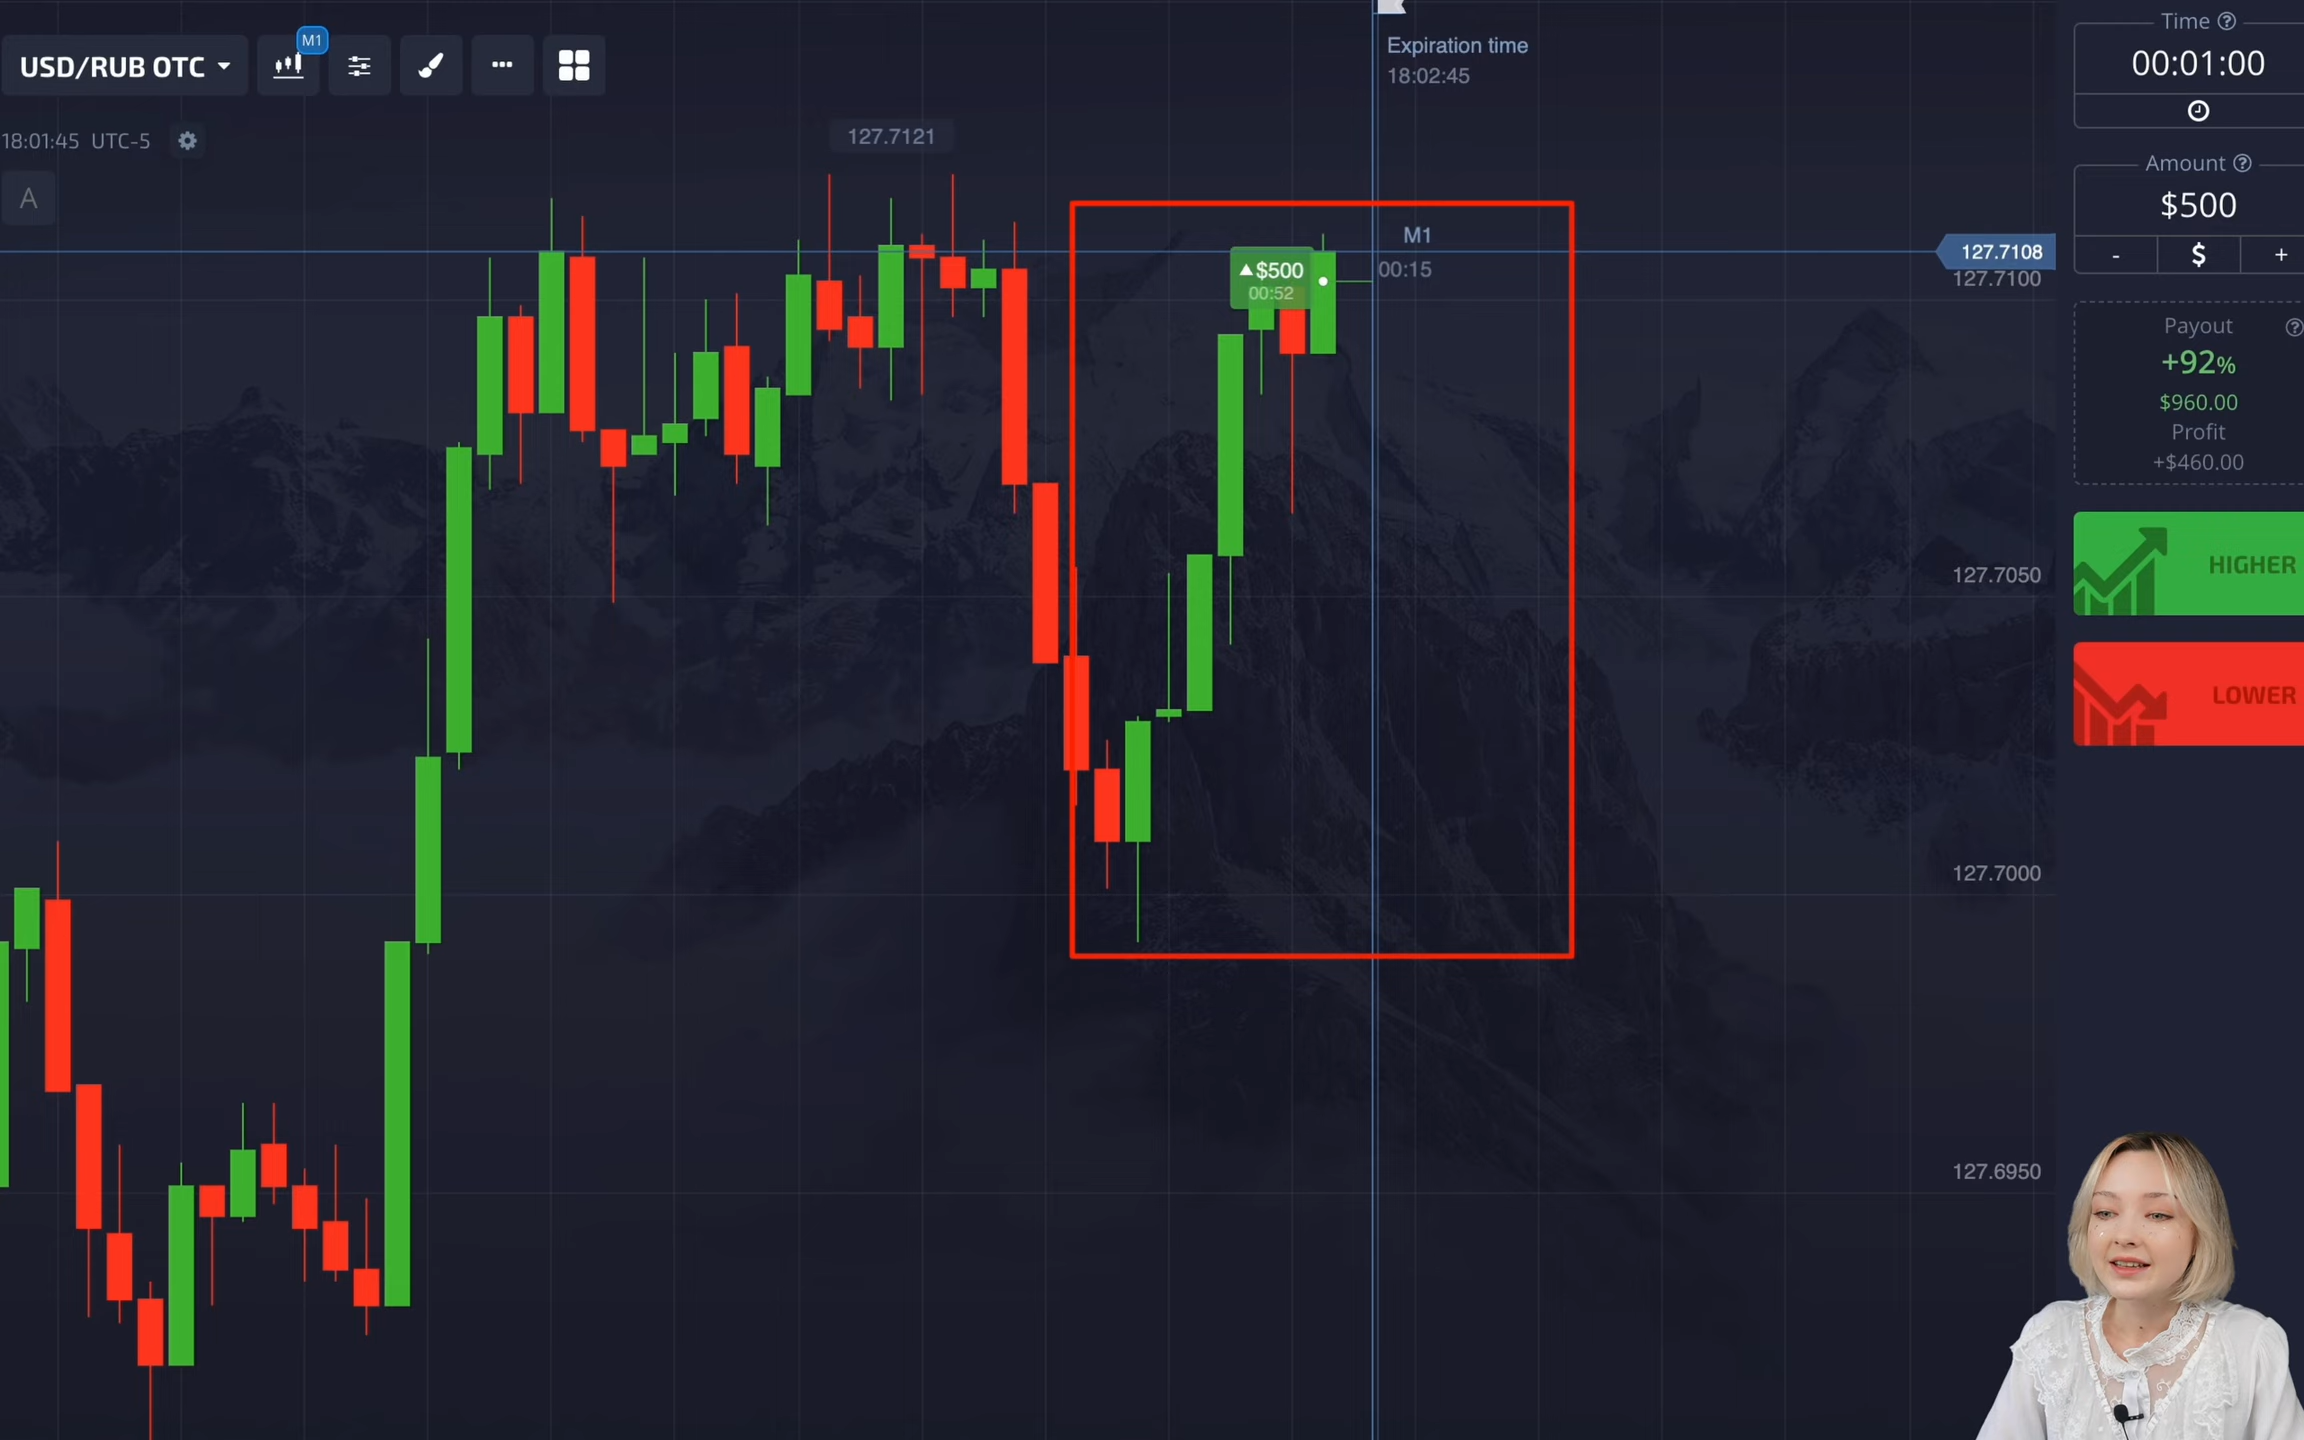 M1
USD/RUB OTC
18:01:45 UTC-5
A
127.7121
Expiration time
18:02:45
M1
00:15
▲$500
00:52
127.7108
127.7100
127.7050
127.7000
127.6950
Time
00:01:00
Amount
$500
- $ +
Payout
+92%
$960.00
Profit
+$460.00
HIGHER
LOWER